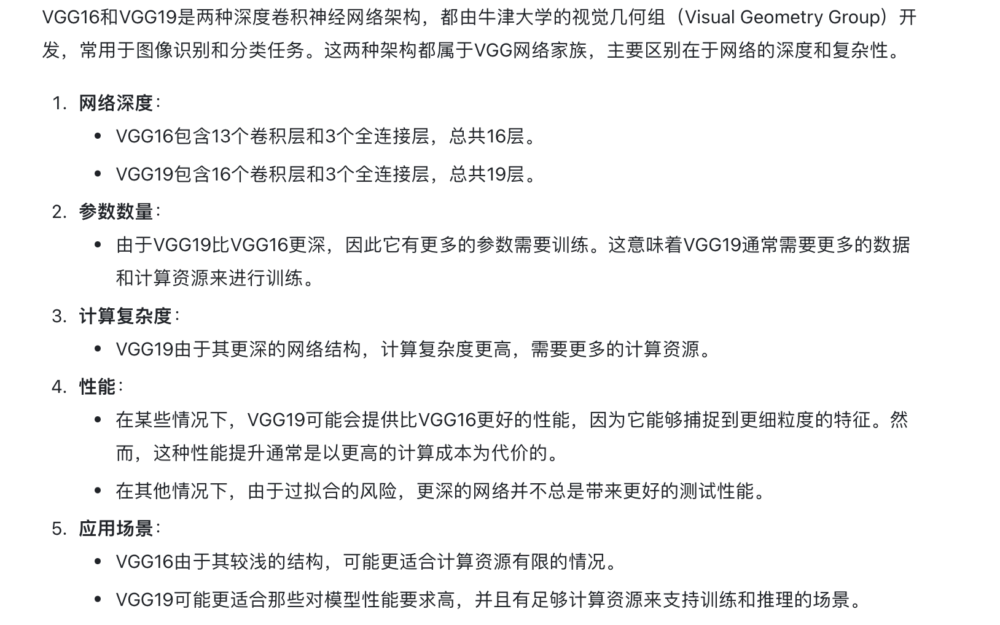 VGG16和VGG19是两种深度卷积神经网络架构，都由牛津大学的视觉几何组（Visual Geometry Group）开
发，常用于图像识别和分类任务。这两种架构都属于VGG网络家族，主要区别在于网络的深度和复杂性。
1. 网络深度：
• VGG16包含13个卷积层和3个全连接层，总共16层。
• VGG19包含16个卷积层和3个全连接层，总共19层。
2. 参数数量：
• 由于VGG19比VGG16更深，因此它有更多的参数需要训练。这意味着VGG19通常需要更多的数据
和计算资源来进行训练。
3. 计算复杂度：
• VGG19由于其更深的网络结构，计算复杂度更高，需要更多的计算资源。
4. 性能：
• 在某些情况下，VGG19可能会提供比VGG16更好的性能，因为它能够捕捉到更细粒度的特征。然
而，这种性能提升通常是以更高的计算成本为代价的。
• 在其他情况下，由于过拟合的风险，更深的网络并不总是带来更好的测试性能。
5. 应用场景：
• VGG16由于其较浅的结构，可能更适合计算资源有限的情况。
• VGG19可能更适合那些对模型性能要求高，并且有足够计算资源来支持训练和推理的场景。